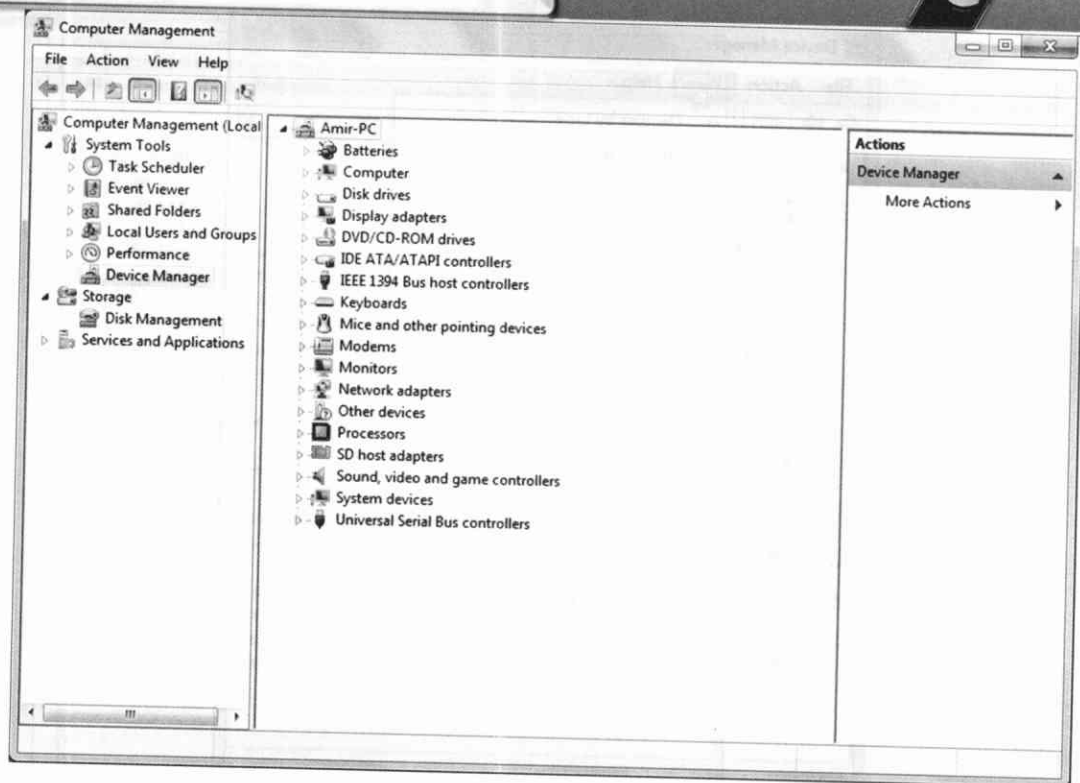 Computer Management
File Action View Help
Computer Management (Local
System Tools
Task Scheduler
Event Viewer
Shared Folders
Local Users and Groups
Performance
Device Manager
Storage
Disk Management
Services and Applications
Amir-PC
Batteries
Computer
Disk drives
Display adapters
DVD/CD-ROM drives
IDE ATA/ATAPI controllers
IEEE 1394 Bus host controllers
Keyboards
Mice and other pointing devices
Modems
Monitors
Network adapters
Other devices
Processors
SD host adapters
Sound, video and game controllers
System devices
Universal Serial Bus controllers
Actions
Device Manager
More Actions